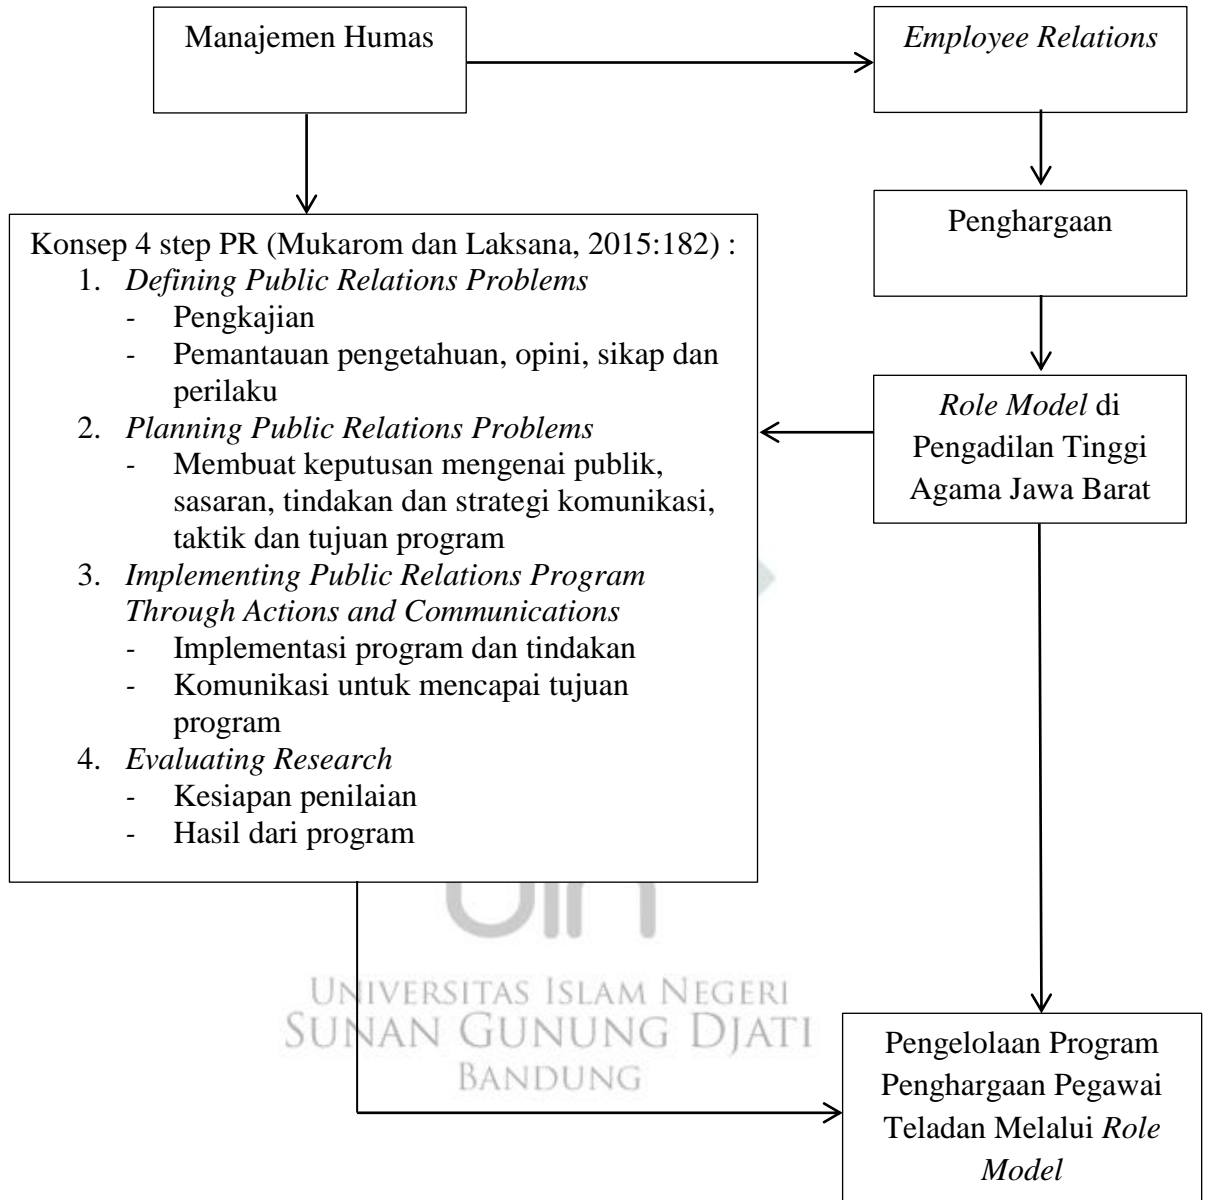 Manajemen Humas
Employee Relations
Penghargaan
Konsep 4 step PR (Mukarom dan Laksana, 2015:182) :
1. Defining Public Relations Problems
- Pengkajian
- Pemantauan pengetahuan, opini, sikap dan
perilaku
2. Planning Public Relations Problems
- Membuat keputusan mengenai publik,
sasaran, tindakan dan strategi komunikasi,
taktik dan tujuan program
3. Implementing Public Relations Program
Through Actions and Communications
- Implementasi program dan tindakan
- Komunikasi untuk mencapai tujuan
program
4. Evaluating Research
- Kesiapan penilaian
- Hasil dari program
Role Model di
Pengadilan Tinggi
Agama Jawa Barat
uin
UNIVERSITAS ISLAM NEGERI
SUNAN GUNUNG DJATI
BANDUNG
Pengelolaan Program
Penghargaan Pegawai
Teladan Melalui Role
Model